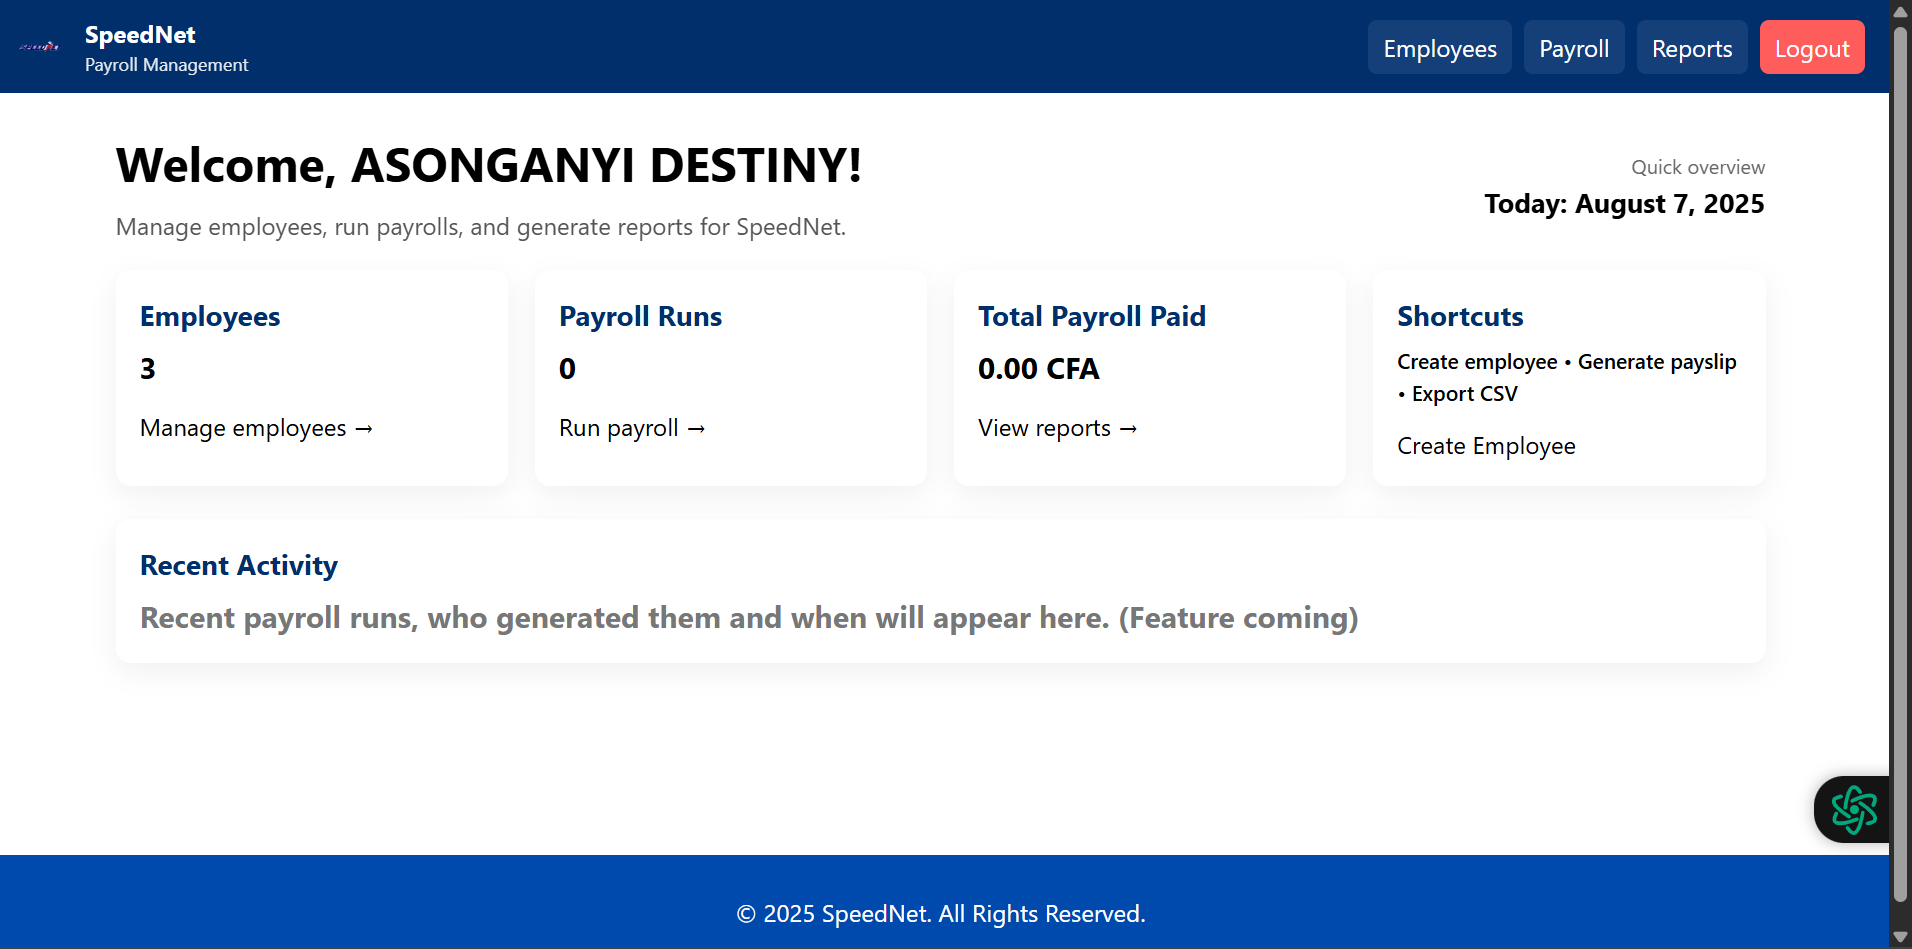 SpeedNet
Payroll Management
Employees
Payroll
Reports
Logout
Welcome, ASONGANYI DESTINY!
Manage employees, run payrolls, and generate reports for SpeedNet.
Quick overview
Today: August 7, 2025
Employees
3
Manage employees →
Payroll Runs
0
Run payroll →
Total Payroll Paid
0.00 CFA
View reports →
Shortcuts
Create employee • Generate payslip
• Export CSV
Create Employee
Recent Activity
Recent payroll runs, who generated them and when will appear here. (Feature coming)
© 2025 SpeedNet. All Rights Reserved.